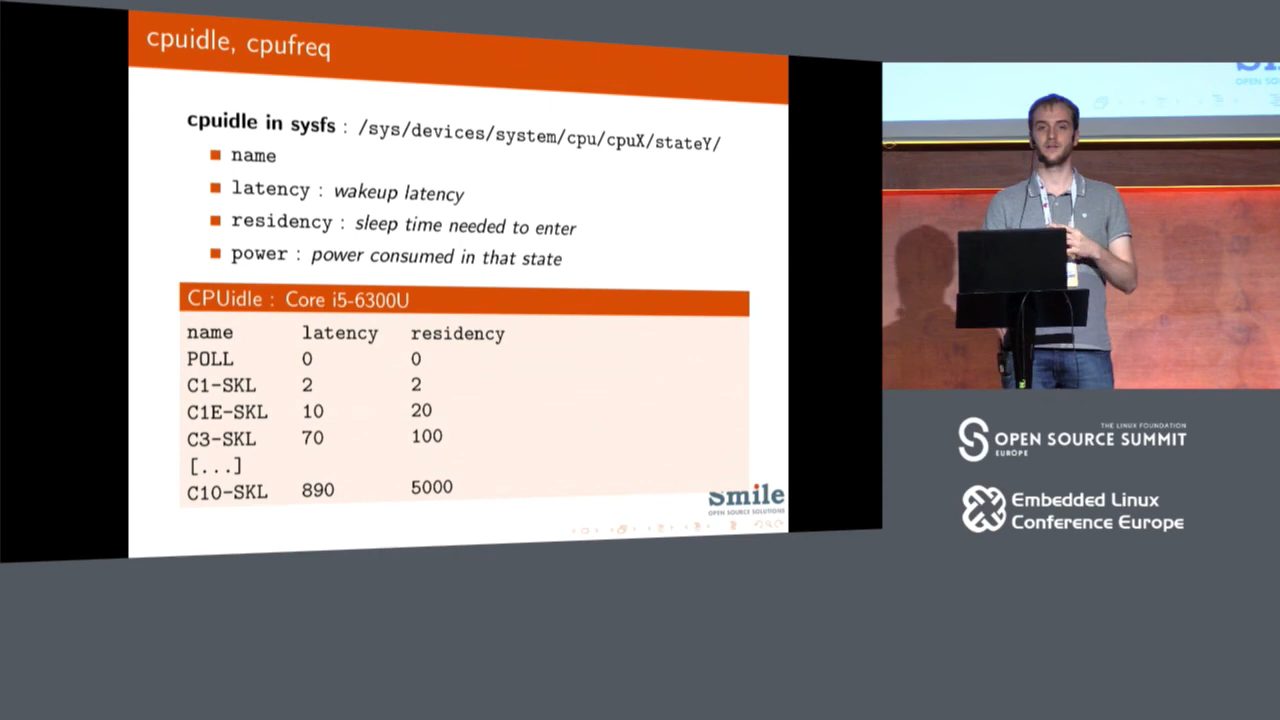 cpuidle, cpufreq
cpuidle in sysfs : /sys/devices/system/cpu/cpuX/stateY/
name
latency : wakeup latency
residency : sleep time needed to enter
power : power consumed in that state
CPUidle : Core i5-6300U
name latency residency
POLL 0 0
C1-SKL 2 2
C1E-SKL 10 20
C3-SKL 70 100
[...]
C10-SKL 890 5000
Smile
OPEN SOURCE SOLUTIONS
THE LINUX FOUNDATION
OPEN SOURCE SUMMIT
EUROPE
Embedded Linux
Conference Europe